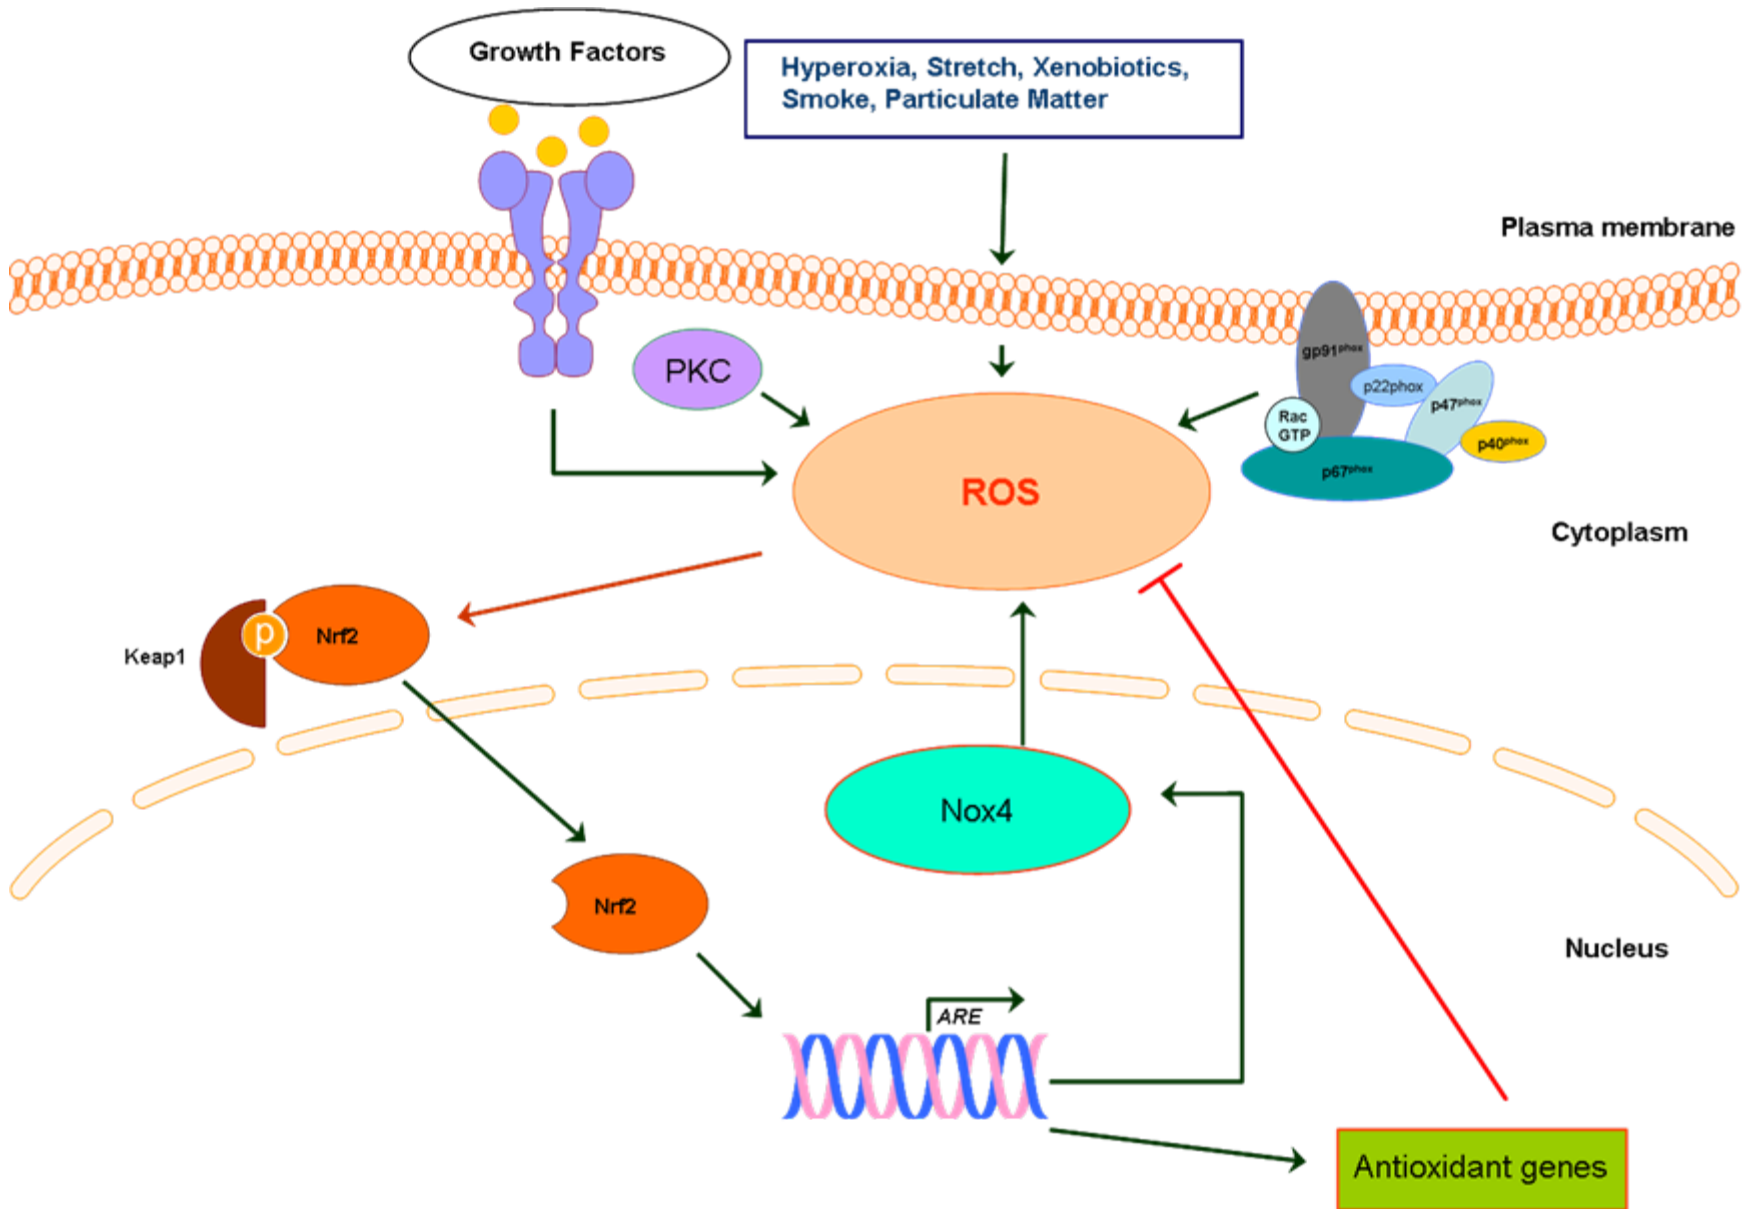 Growth Factors
Hyperoxia, Stretch, Xenobiotics,
Smoke, Particulate Matter
Plasma membrane
PKC
gp91phox
p22phox
p47phox
Rac
GTP
p40phox
p67phox
ROS
Cytoplasm
Keap1
p
Nrf2
Nox4
Nrf2
Nucleus
ARE
Antioxidant genes